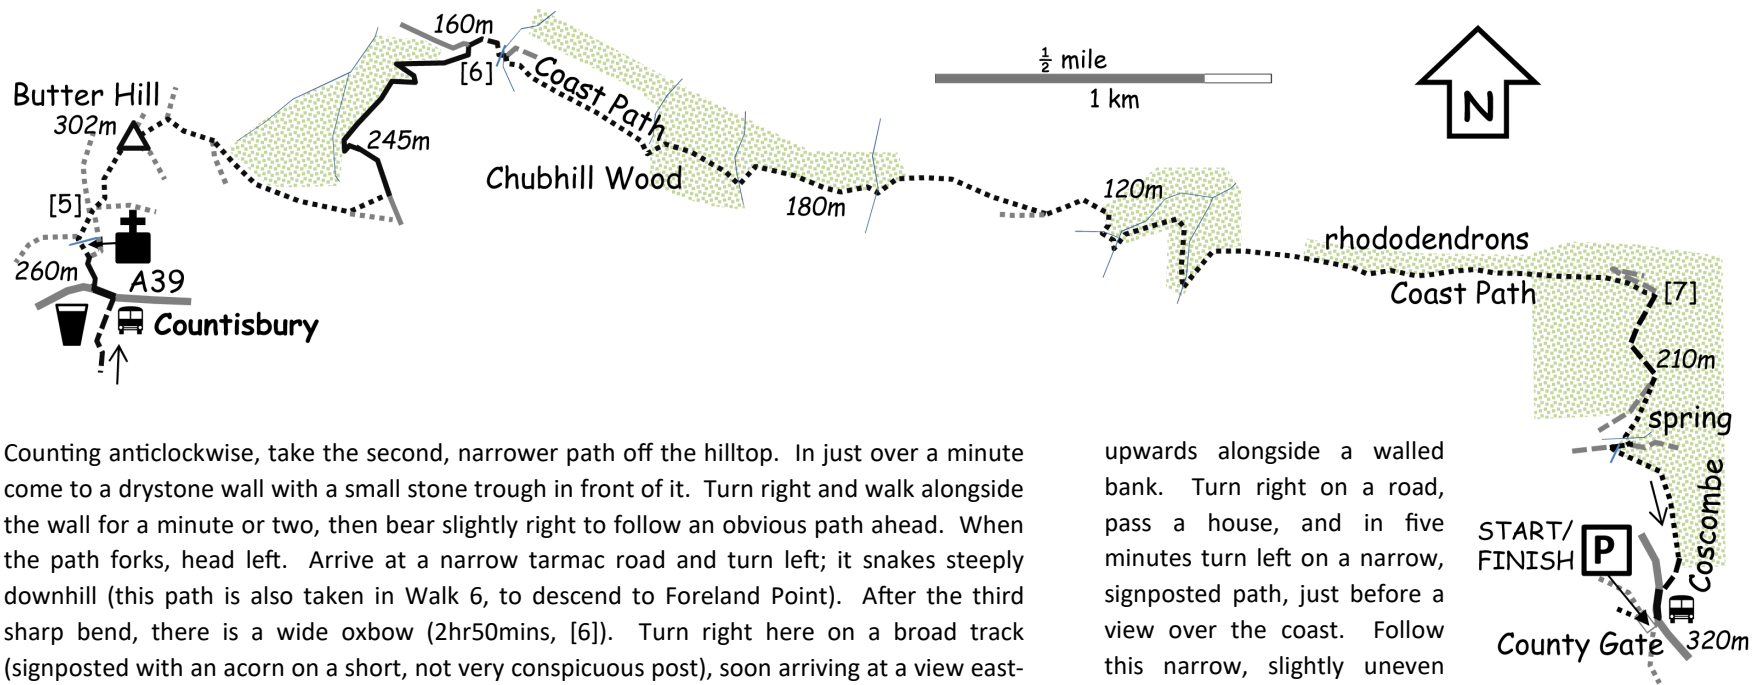 160m
½ mile
1 km
N
Butter Hill
302m
[6]
Coast Path
245m
Chubhill Wood
180m
120m
[5]
260m
A39
Countisbury
rhododendrons
Coast Path
[7]
210m
spring
Coscombe
START/
FINISH
P
County Gate
320m
Counting anticlockwise, take the second, narrower path off the hilltop. In just over a minute
come to a drystone wall with a small stone trough in front of it. Turn right and walk alongside
the wall for a minute or two, then bear slightly right to follow an obvious path ahead. When
the path forks, head left. Arrive at a narrow tarmac road and turn left; it snakes steeply
downhill (this path is also taken in Walk 6, to descend to Foreland Point). After the third
sharp bend, there is a wide oxbow (2hr50mins, [6]). Turn right here on a broad track
(signposted with an acorn on a short, not very conspicuous post), soon arriving at a view east-
upwards alongside a walled
bank. Turn right on a road,
pass a house, and in five
minutes turn left on a narrow,
signposted path, just before a
view over the coast. Follow
this narrow, slightly uneven